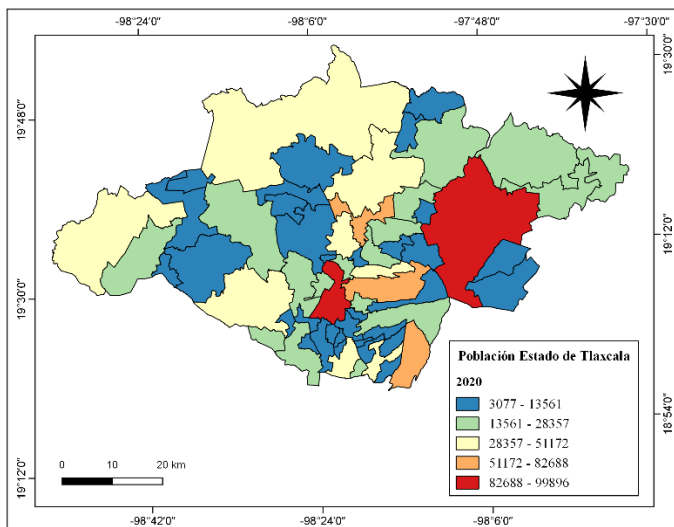 -98°24'0" -98°6'0" -97°48'0" -97°30'0"
19°30'0"
19°48'0"
19°12'0"
19°30'0"
18°54'0"
19°12'0"
Población Estado de Tlaxcala
2020
3077 - 13561
13561 - 28357
28357 - 51172
51172 - 82688
82688 - 99896
0 10 20 km
-98°42'0" -98°24'0" -98°6'0"